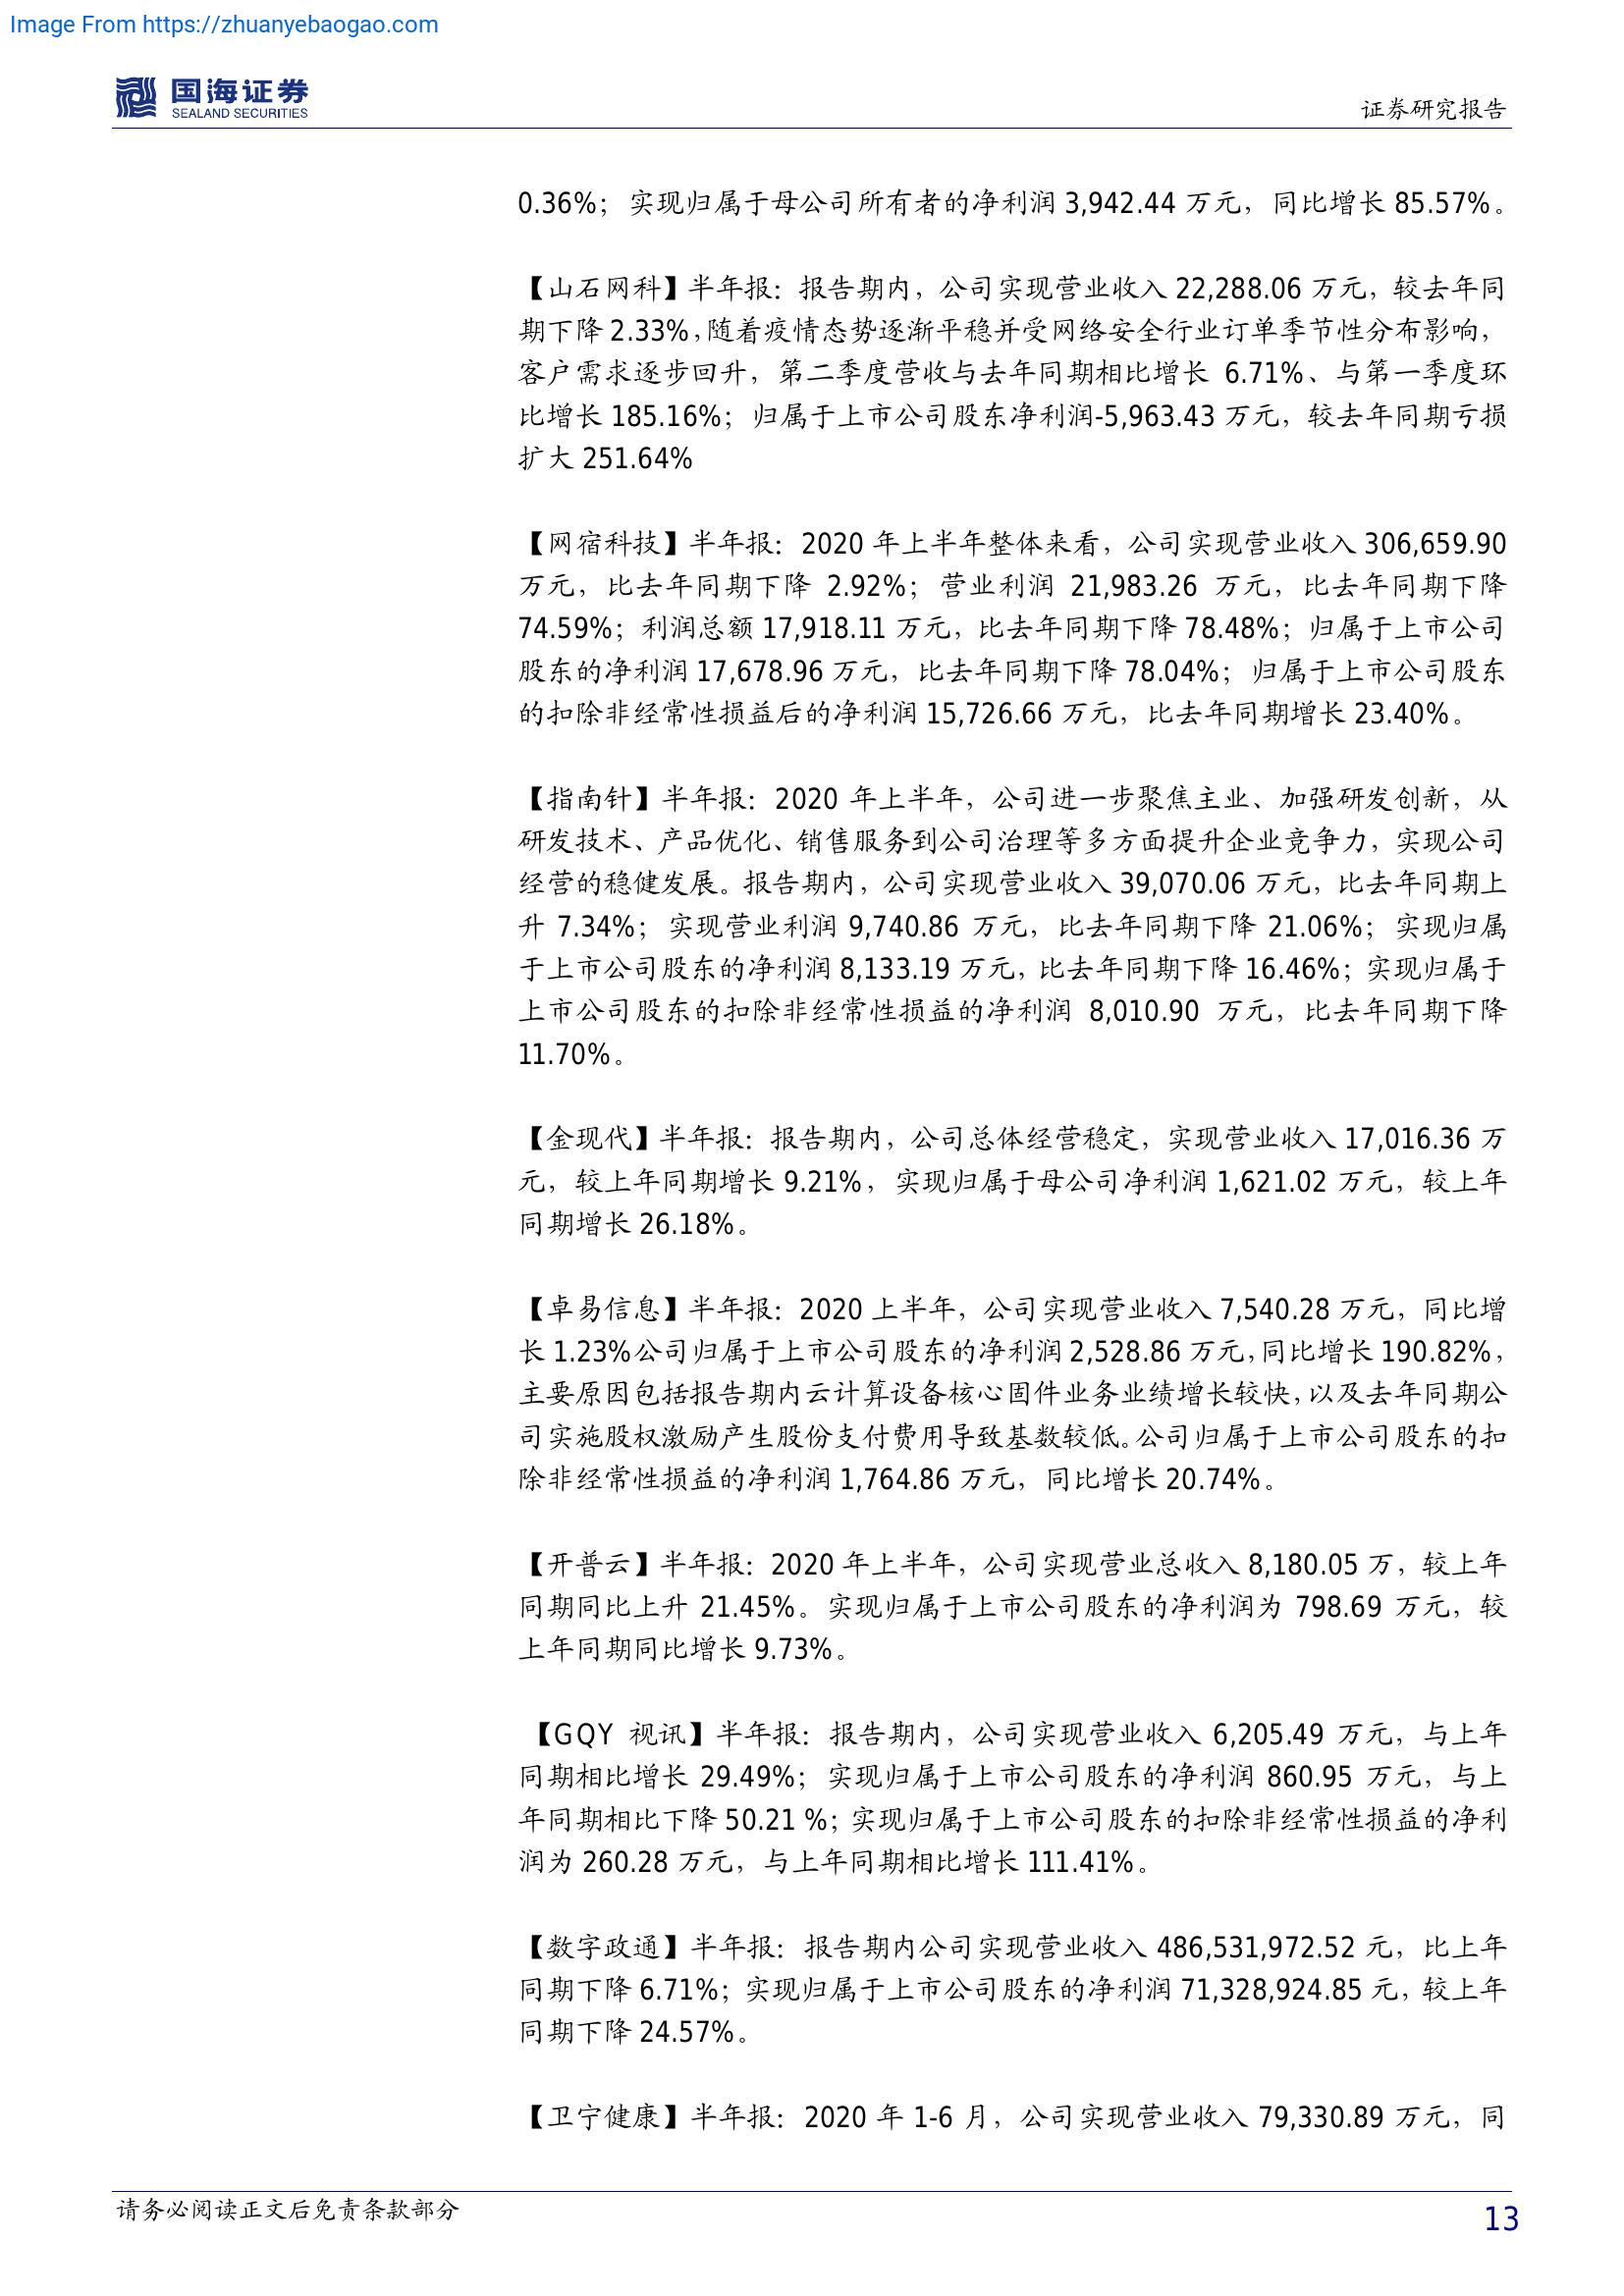 Image From https://zhuanyebaogao.com
国海证券
SEALAND SECURITIES
证券研究报告
0.36%；实现归属于母公司所有者的净利润 3,942.44 万元，同比增长 85.57%。
【山石网科】半年报：报告期内，公司实现营业收入 22,288.06 万元，较去年同
期下降 2.33%，随着疫情态势逐渐平稳并受网络安全行业订单季节性分布影响，
客户需求逐步回升，第二季度营收与去年同期相比增长 6.71%、与第一季度环
比增长 185.16%；归属于上市公司股东净利润-5,963.43 万元，较去年同期亏损
扩大 251.64%
【网宿科技】半年报：2020 年上半年整体来看，公司实现营业收入 306,659.90
万元，比去年同期下降 2.92%；营业利润 21,983.26 万元，比去年同期下降
74.59%；利润总额 17,918.11 万元，比去年同期下降 78.48%；归属于上市公司
股东的净利润 17,678.96 万元，比去年同期下降 78.04%；归属于上市公司股东
的扣除非经常性损益后的净利润 15,726.66 万元，比去年同期增长 23.40%。
【指南针】半年报：2020 年上半年，公司进一步聚焦主业、加强研发创新，从
研发技术、产品优化、销售服务到公司治理等多方面提升企业竞争力，实现公司
经营的稳健发展。报告期内，公司实现营业收入 39,070.06 万元，比去年同期上
升 7.34%；实现营业利润 9,740.86 万元，比去年同期下降 21.06%；实现归属
于上市公司股东的净利润 8,133.19 万元，比去年同期下降 16.46%；实现归属于
上市公司股东的扣除非经常性损益的净利润 8,010.90 万元，比去年同期下降
11.70%。
【金现代】半年报：报告期内，公司总体经营稳定，实现营业收入 17,016.36 万
元，较上年同期增长 9.21%，实现归属于母公司净利润 1,621.02 万元，较上年
同期增长 26.18%。
【卓易信息】半年报：2020 上半年，公司实现营业收入 7,540.28 万元，同比增
长 1.23%公司归属于上市公司股东的净利润 2,528.86 万元，同比增长 190.82%，
主要原因包括报告期内云计算设备核心固件业务业绩增长较快，以及去年同期公
司实施股权激励产生股份支付费用导致基数较低。公司归属于上市公司股东的扣
除非经常性损益的净利润 1,764.86 万元，同比增长 20.74%。
【开普云】半年报：2020 年上半年，公司实现营业总收入 8,180.05 万，较上年
同期同比上升 21.45%。实现归属于上市公司股东的净利润为 798.69 万元，较
上年同期同比增长 9.73%。
【GQY 视讯】半年报：报告期内，公司实现营业收入 6,205.49 万元，与上年
同期相比增长 29.49%；实现归属于上市公司股东的净利润 860.95 万元，与上
年同期相比下降 50.21 %；实现归属于上市公司股东的扣除非经常性损益的净利
润为 260.28 万元，与上年同期相比增长 111.41%。
【数字政通】半年报：报告期内公司实现营业收入 486,531,972.52 元，比上年
同期下降 6.71%；实现归属于上市公司股东的净利润 71,328,924.85 元，较上年
同期下降 24.57%。
【卫宁健康】半年报：2020 年 1-6 月，公司实现营业收入 79,330.89 万元，同
请务必阅读正文后免责条款部分
13